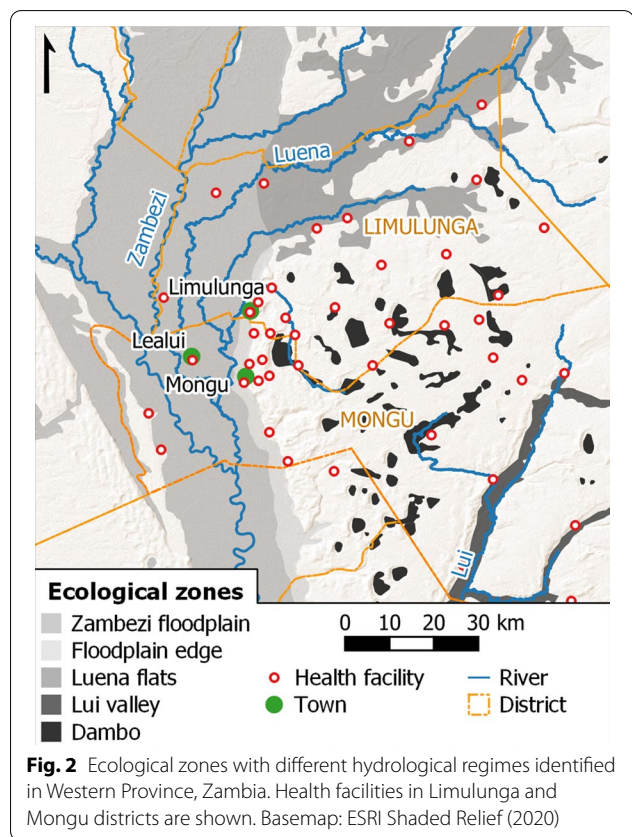 Luena
Zambezi
LIMULUNGA
Limulunga
Lealui
Mongu
MONGU
Lui
Ecological zones
Zambezi floodplain
Floodplain edge
Luena flats
Lui valley
Dambo
0 10 20 30 km
Health facility
River
Town
District
Fig. 2 Ecological zones with different hydrological regimes identified
in Western Province, Zambia. Health facilities in Limulunga and
Mongu districts are shown. Basemap: ESRI Shaded Relief (2020)